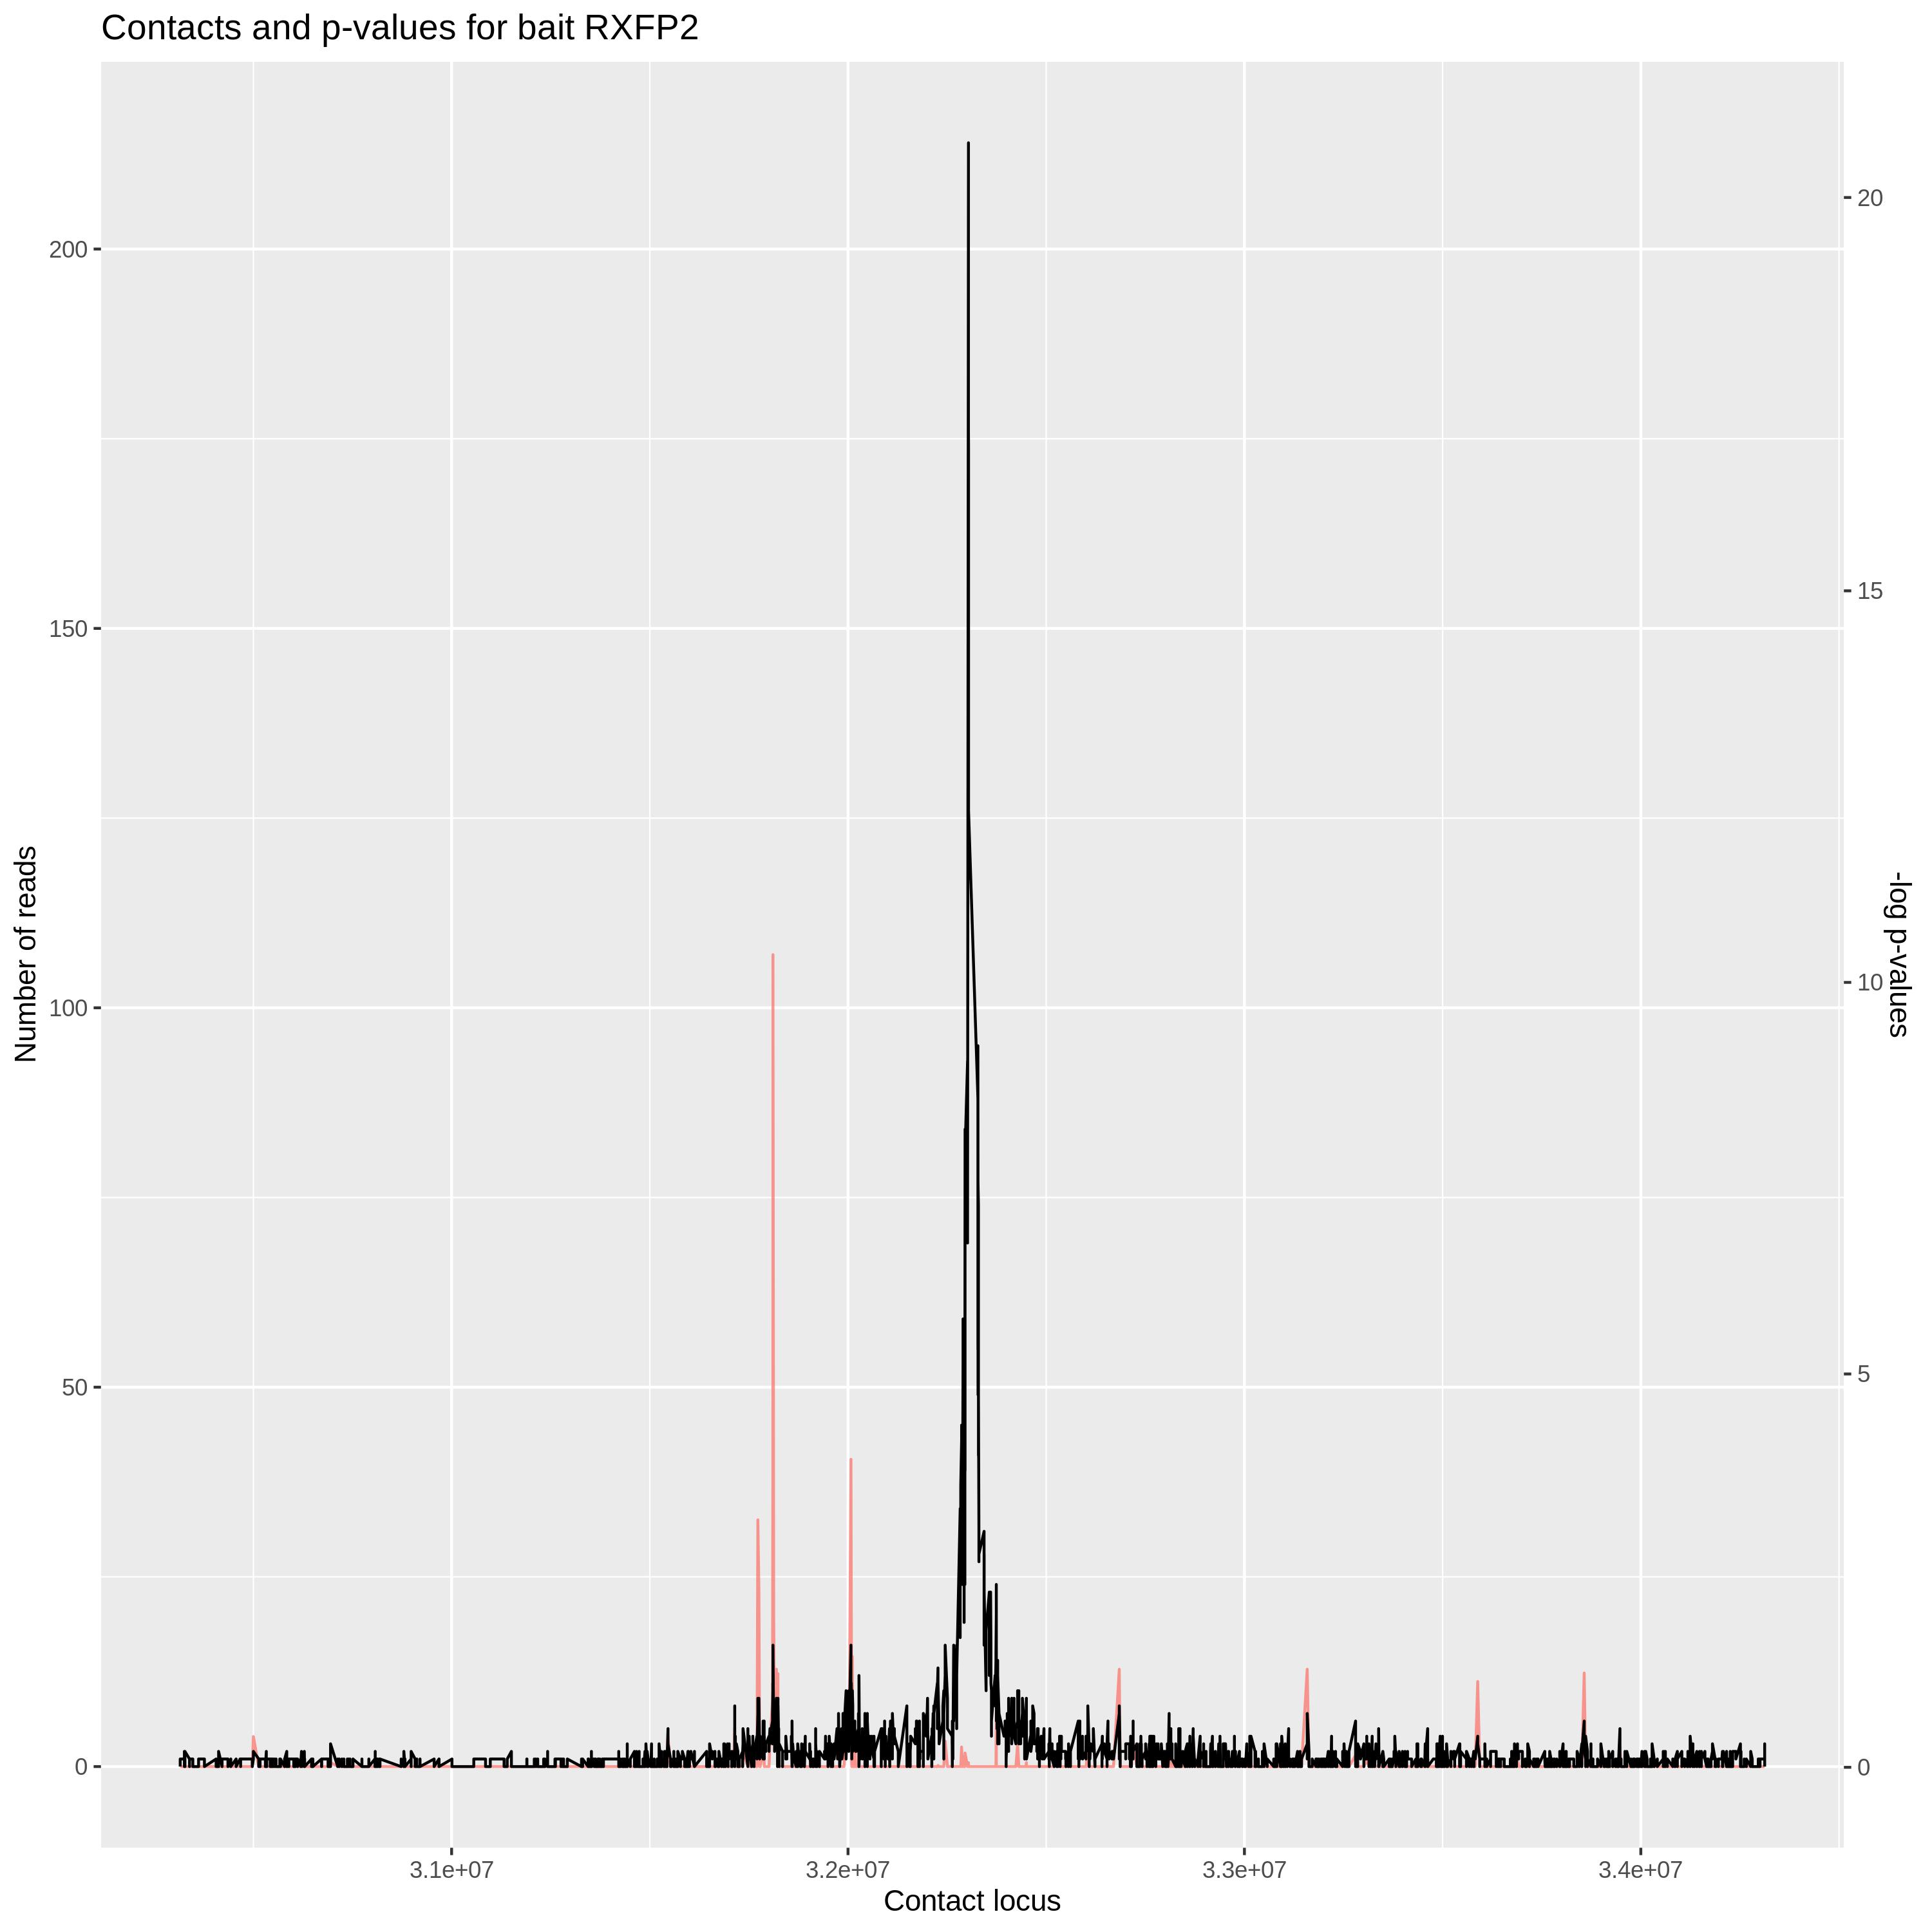 Contacts and p-values for bait RXFP2
Number of reads
200
150
100
50
0
20
15
10
5
0
-log p-values
3.1e+07
3.2e+07
3.3e+07
3.4e+07
Contact locus